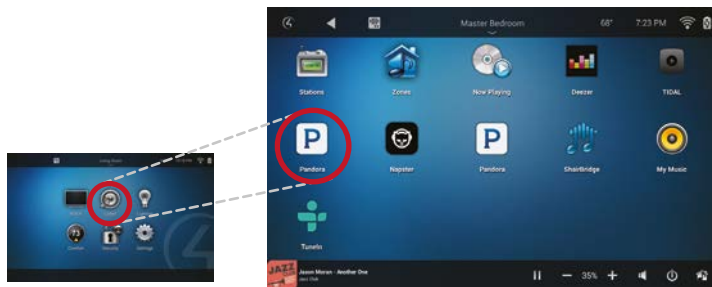 Master Bedroom 68° 7:23 PM
Stations Zones Now Playing Deezer TIDAL
P P
Pandora Napster Pandora ShairBridge My Music
TuneIn
Living Room
73
Comfort Security Settings
JAZZ Jason Moran - Another One
Jazz Club
35%